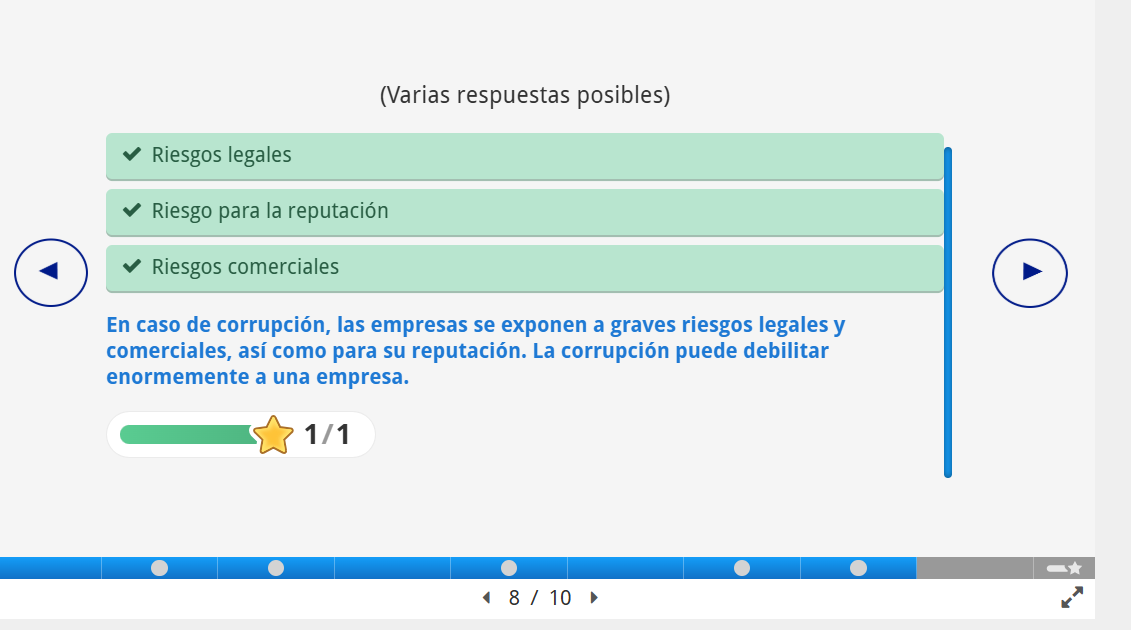 (Varias respuestas posibles)
Riesgos legales
Riesgo para la reputación
Riesgos comerciales
En caso de corrupción, las empresas se exponen a graves riesgos legales y
comerciales, así como para su reputación. La corrupción puede debilitar
enormemente a una empresa.
1/1
8 / 10